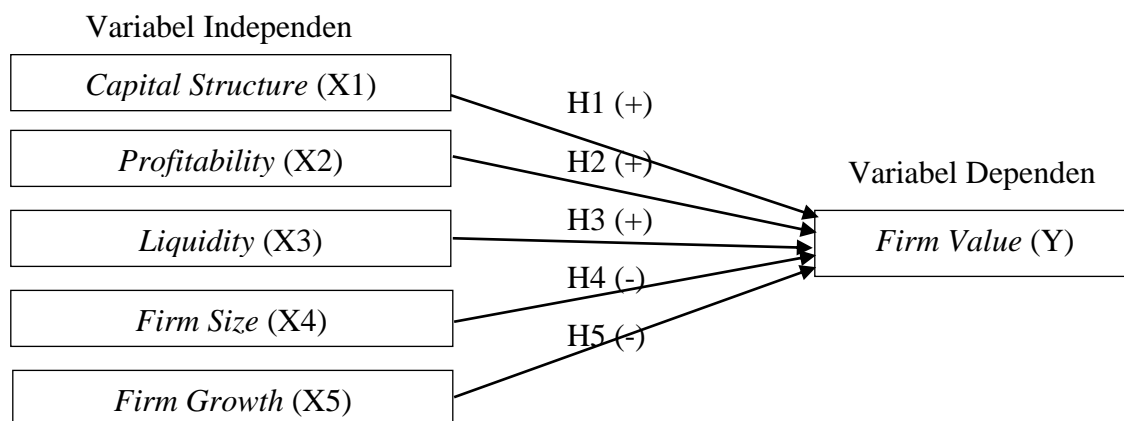 Variabel Independen
Capital Structure (X1)
H1 (+)
Profitability (X2)
H2 (+)
Variabel Dependen
Liquidity (X3)
H3 (+)
Firm Value (Y)
H4 (-)
Firm Size (X4)
H5 (-)
Firm Growth (X5)